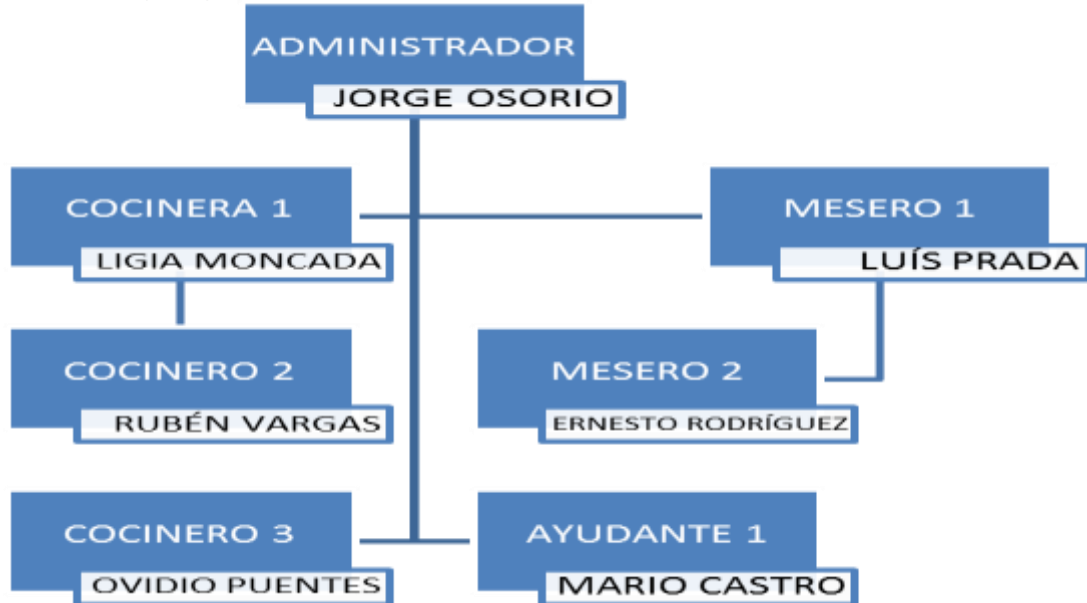 ADMINISTRADOR
JORGE OSORIO
COCINERA 1
LIGIA MONCADA
MESERO 1
LUÍS PRADA
COCINERO 2
RUBÉN VARGAS
MESERO 2
ERNESTO RODRÍGUEZ
COCINERO 3
OVIDIO PUENTES
AYUDANTE 1
MARIO CASTRO